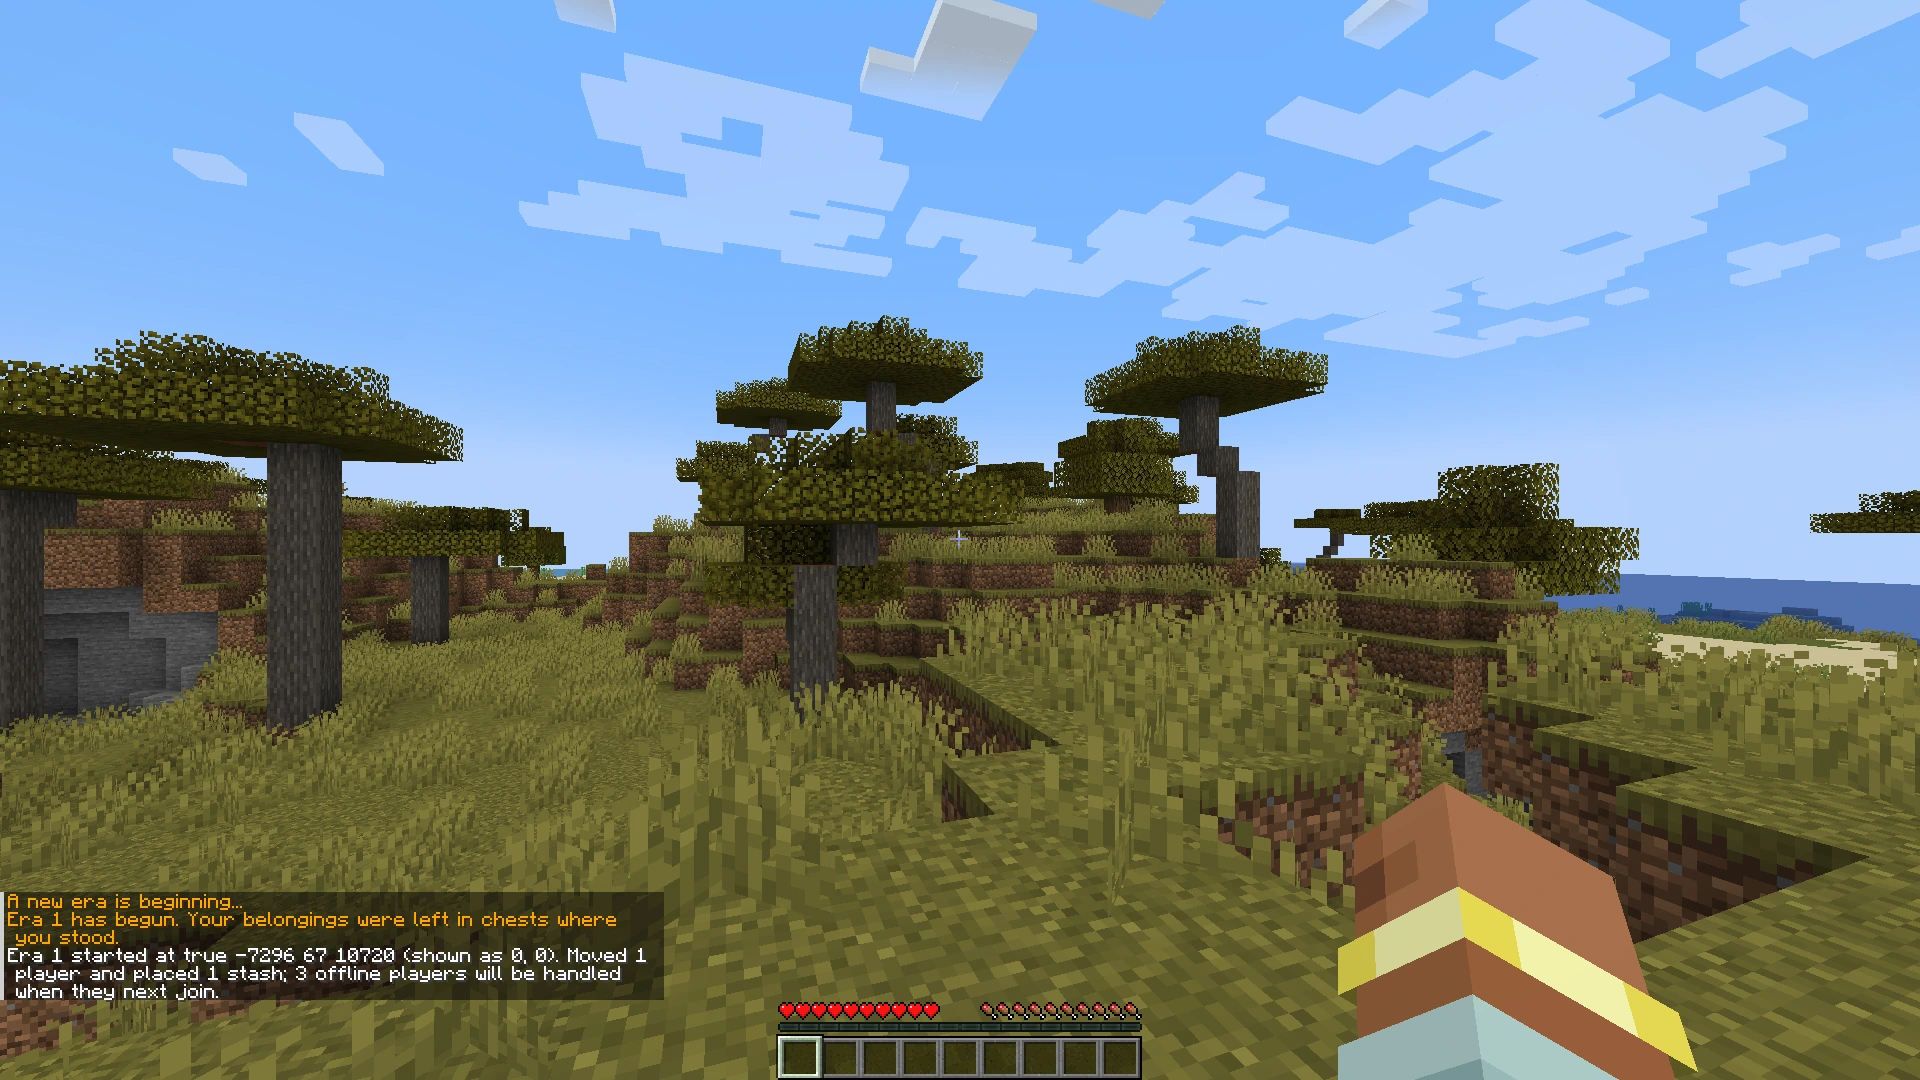 A new era is beginning...
Era 1 has begun. Your belongings were left in chests where
you stood.
Era 1 started at true -7296 67 10720 (shown as 0, 0). Moved 1
player and placed 1 stash; 3 offline players will be handled
when they next join.